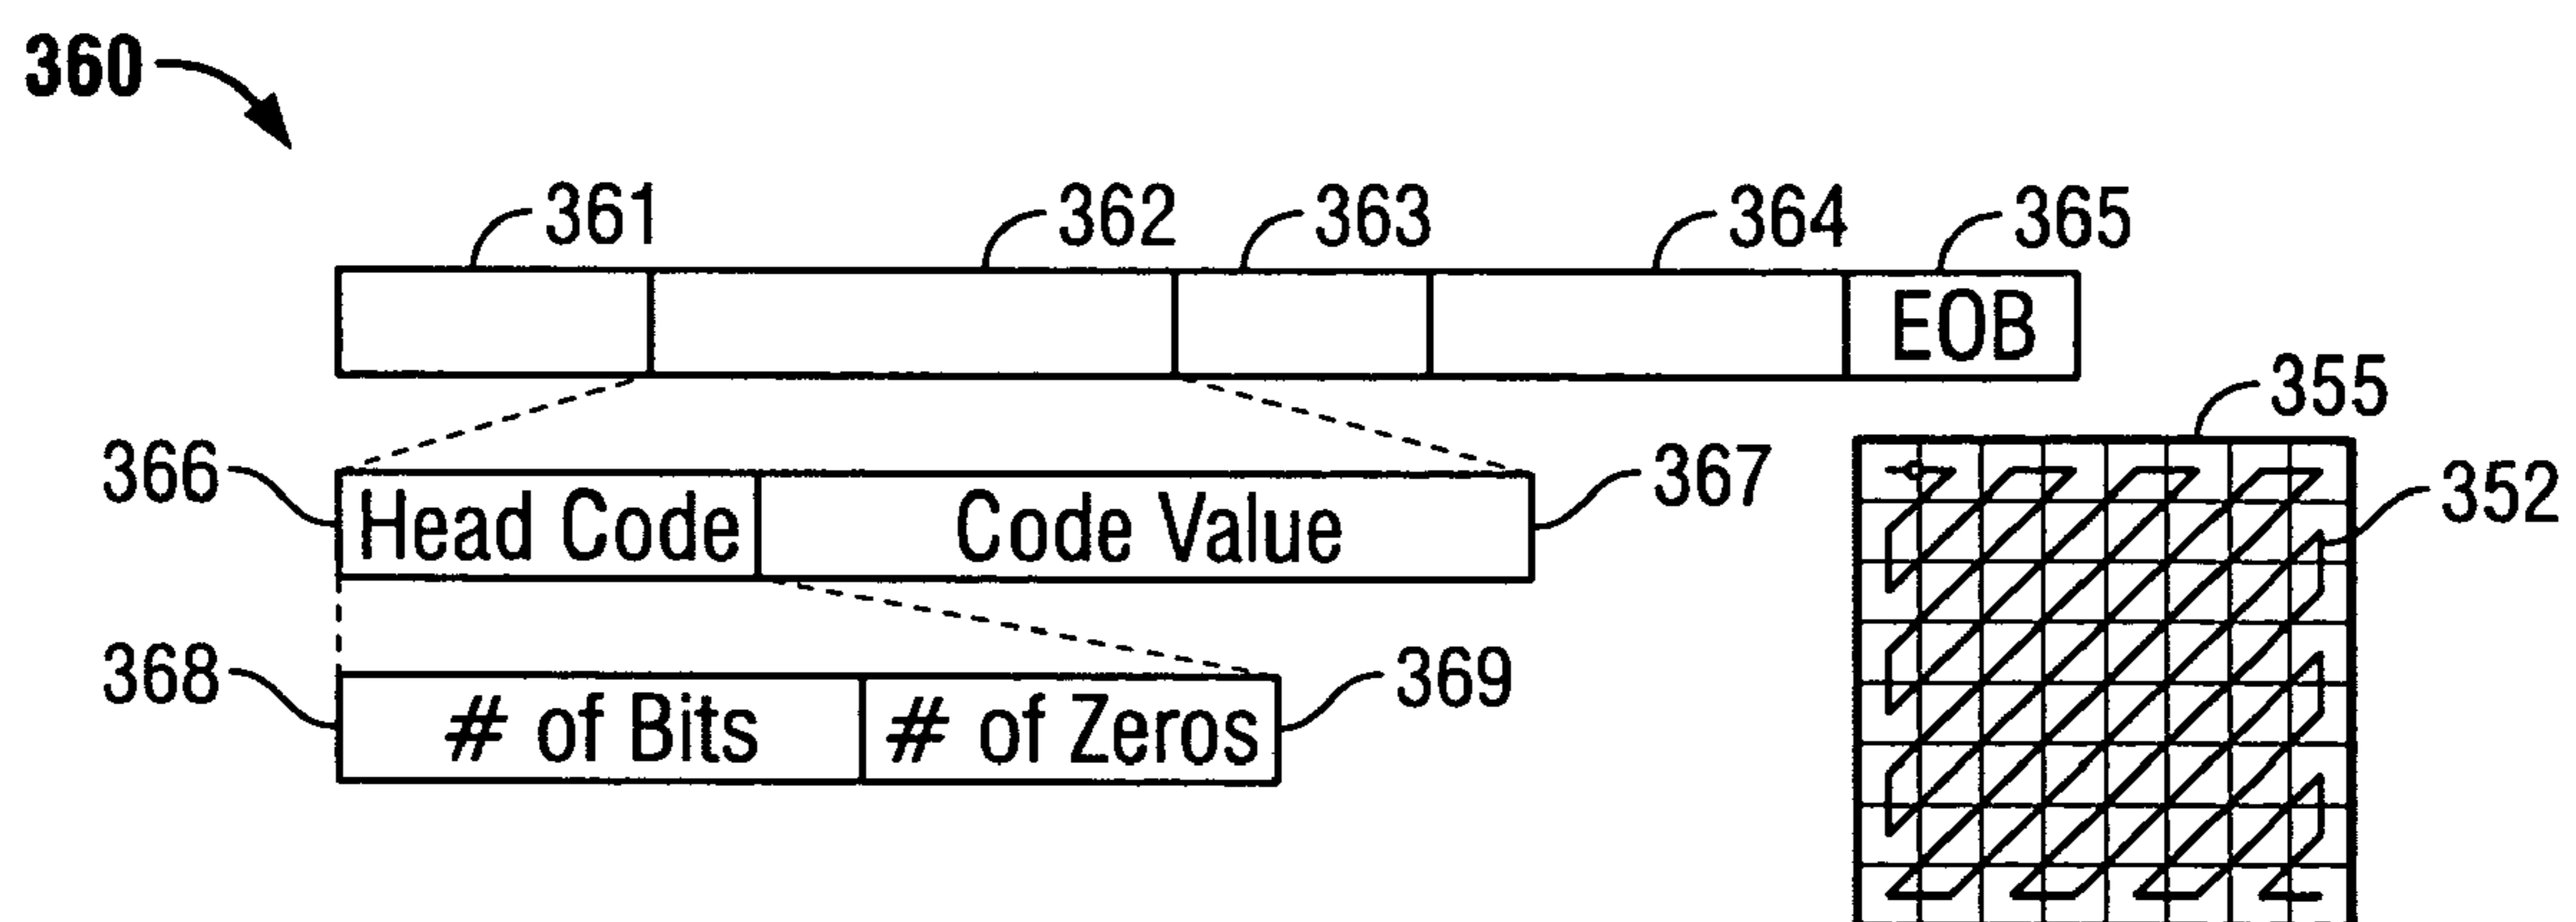 360
361 362 363 364 365
EOB
355
366 Head Code Code Value 367
352
368 # of Bits # of Zeros 369